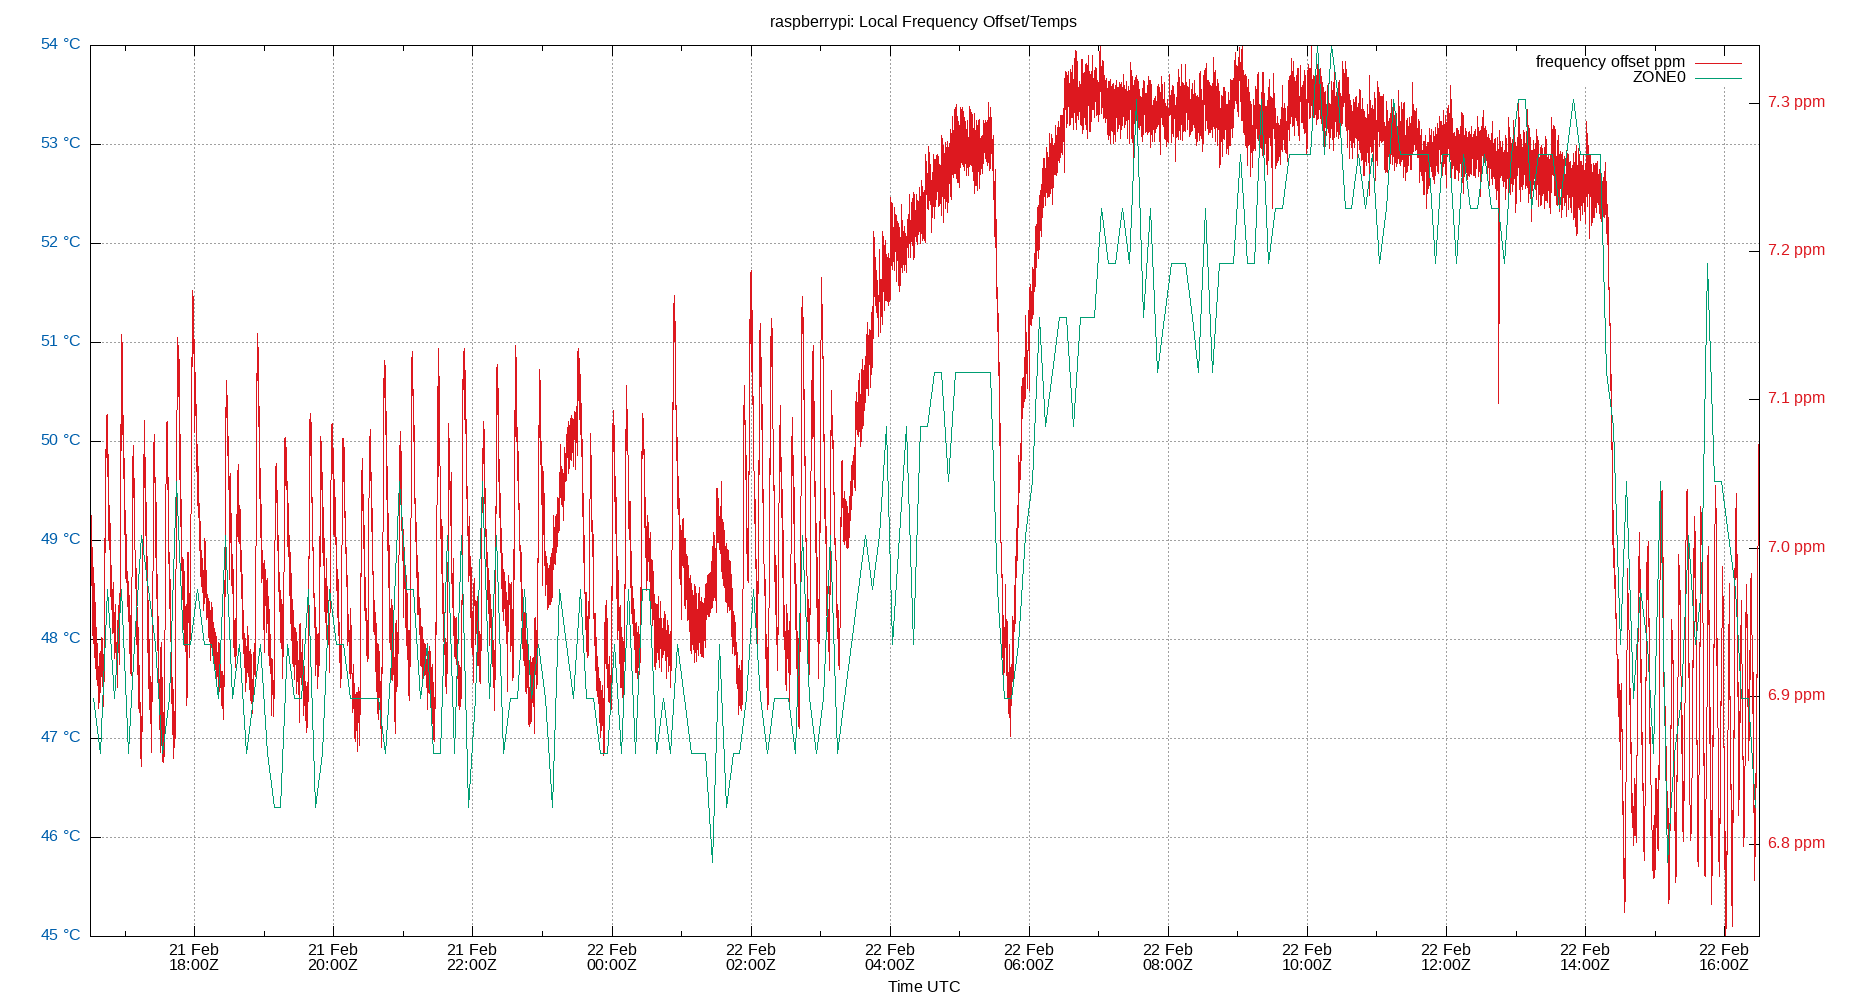 raspberrypi: Local Frequency Offset/Temps
54 °C
53 °C
52 °C
51 °C
50 °C
49 °C
48 °C
47 °C
46 °C
45 °C
frequency offset ppm
ZONE0
7.3 ppm
7.2 ppm
7.1 ppm
7.0 ppm
6.9 ppm
6.8 ppm
21 Feb
18:00Z
21 Feb
20:00Z
21 Feb
22:00Z
22 Feb
00:00Z
22 Feb
02:00Z
22 Feb
04:00Z
22 Feb
06:00Z
22 Feb
08:00Z
22 Feb
10:00Z
22 Feb
12:00Z
22 Feb
14:00Z
22 Feb
16:00Z
Time UTC